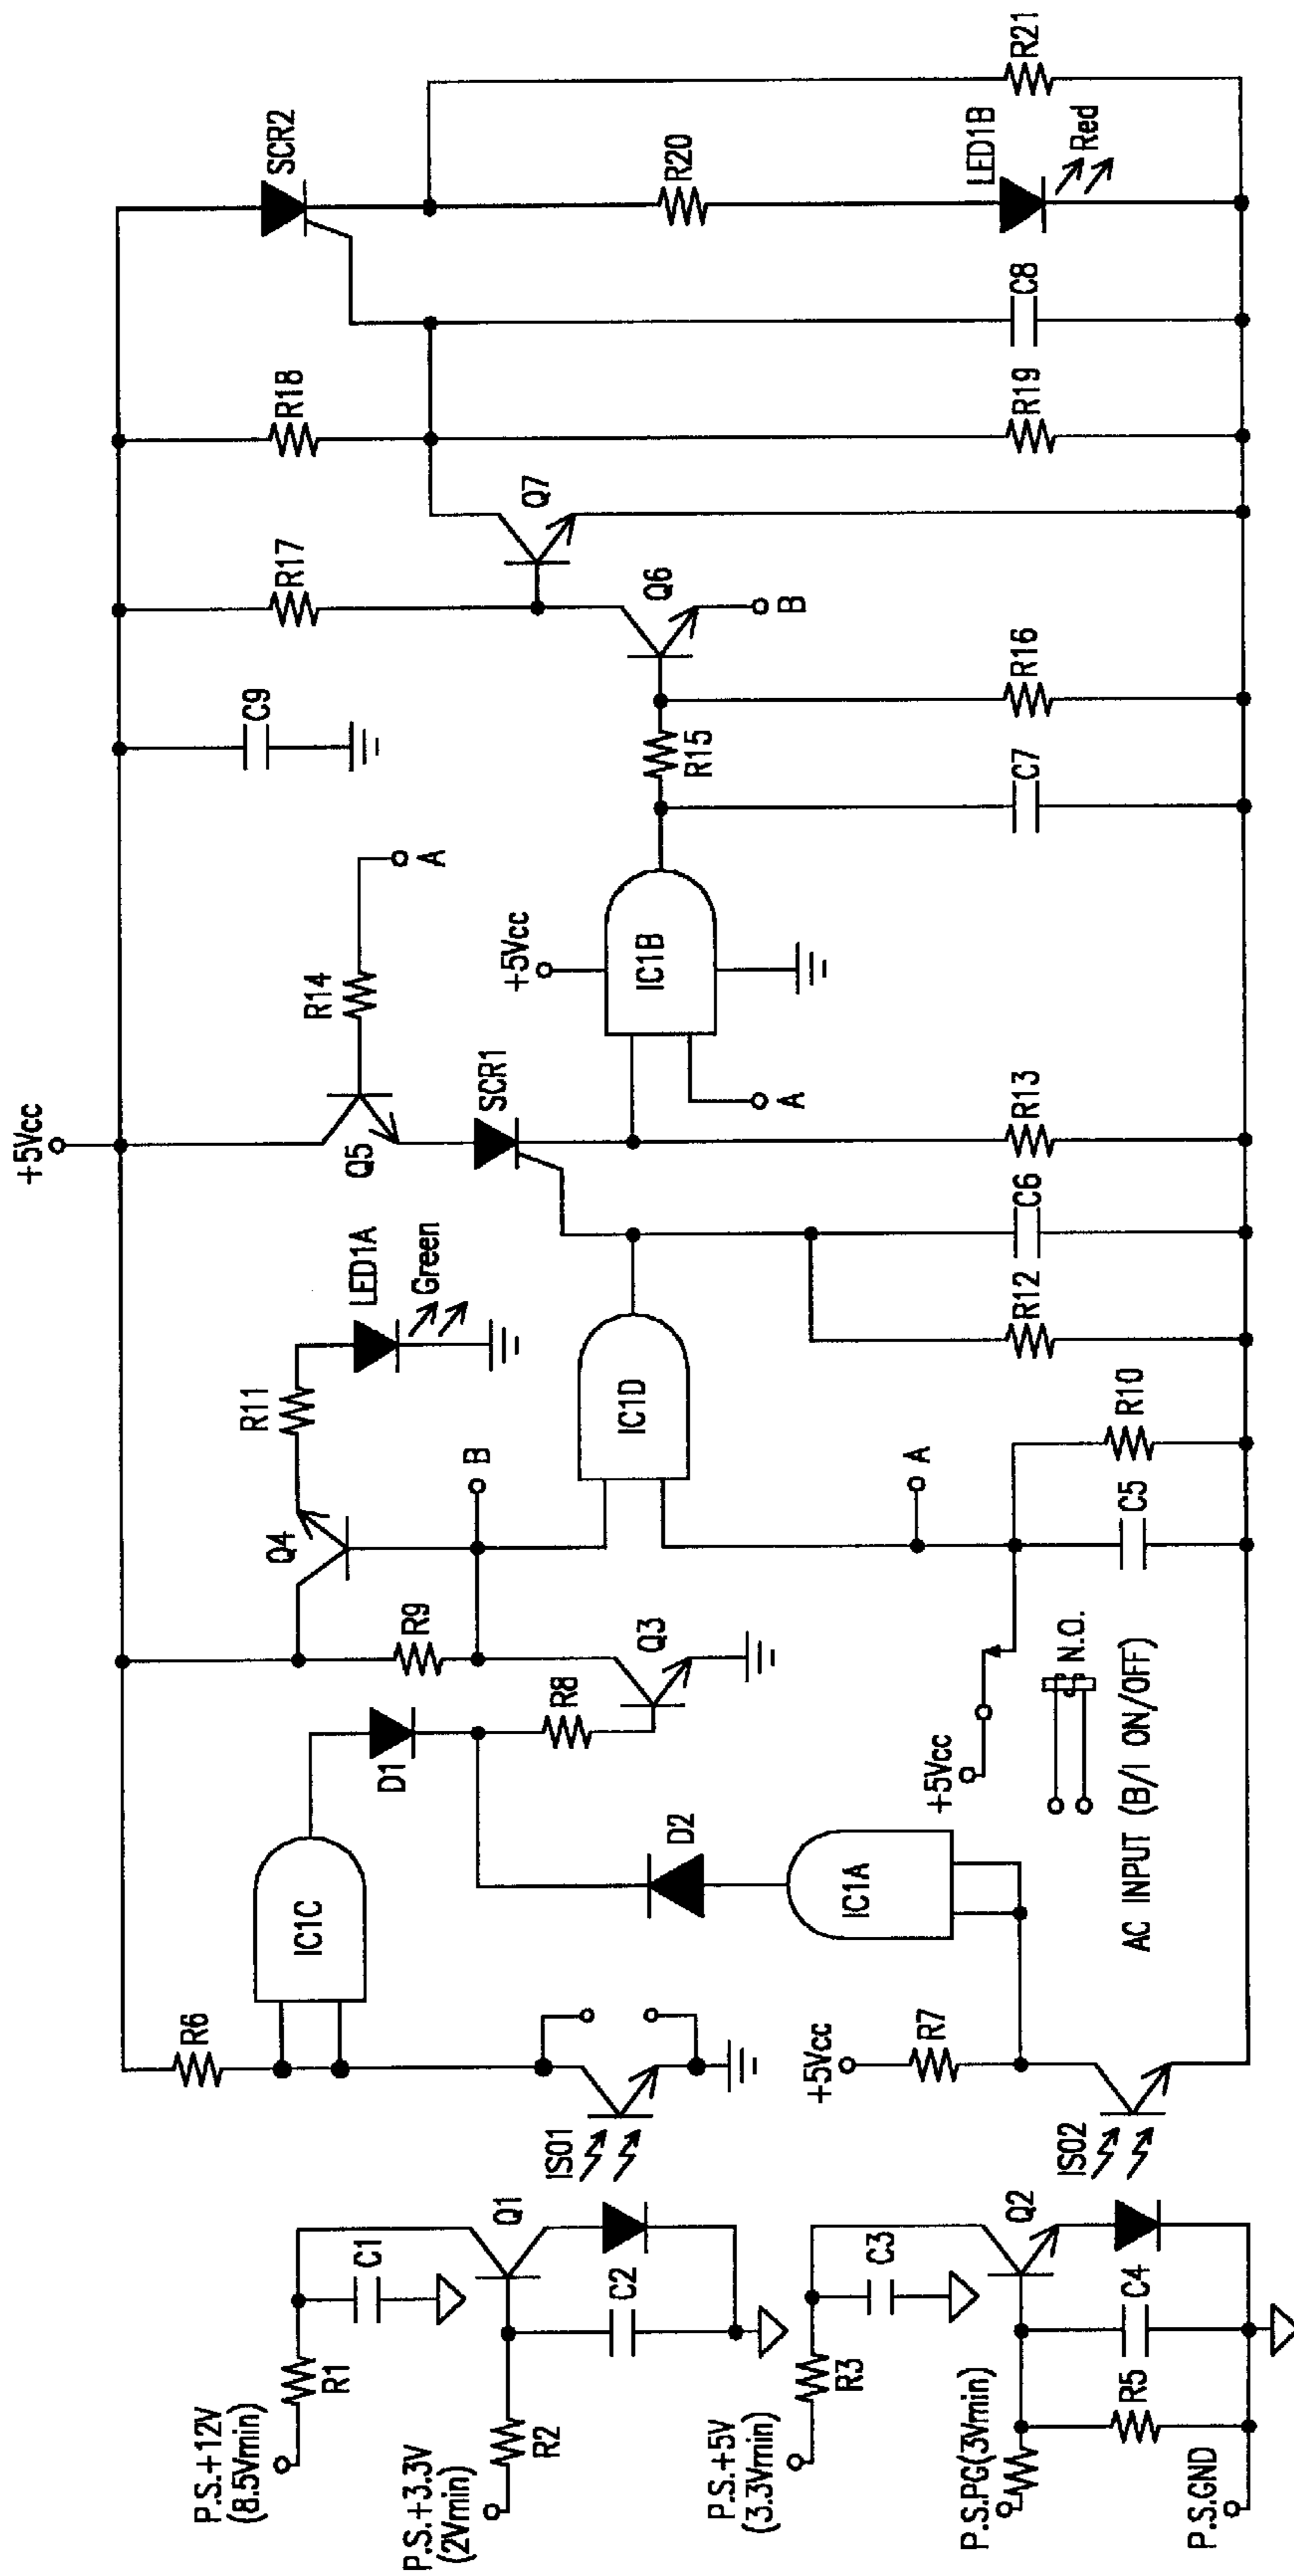 P.S.+12V
(8.5Vmin)
R1
C1
P.S.+3.3V
(2Vmin)
R2
Q1
C2
P.S.+5V
(3.3Vmin)
R3
C3
P.S.PG(3Vmin)
Q2
R5
C4
P.S.GND
R6
IC1C
ISO1
+5Vcc
R7
ISO2
IC1A
D1
D2
R8
R9
Q3
Q4
R11
LED1A
Green
B
A
+5Vcc
N.O.
AC INPUT (B/I ON/OFF)
C5
R10
IC1D
R12
C6
R13
+5Vcc
Q5
R14
A
SCR1
A
+5Vcc
IC1B
C9
R15
C7
R16
Q6
B
R17
Q7
R18
R19
C8
SCR2
R20
LED1B
Red
R21